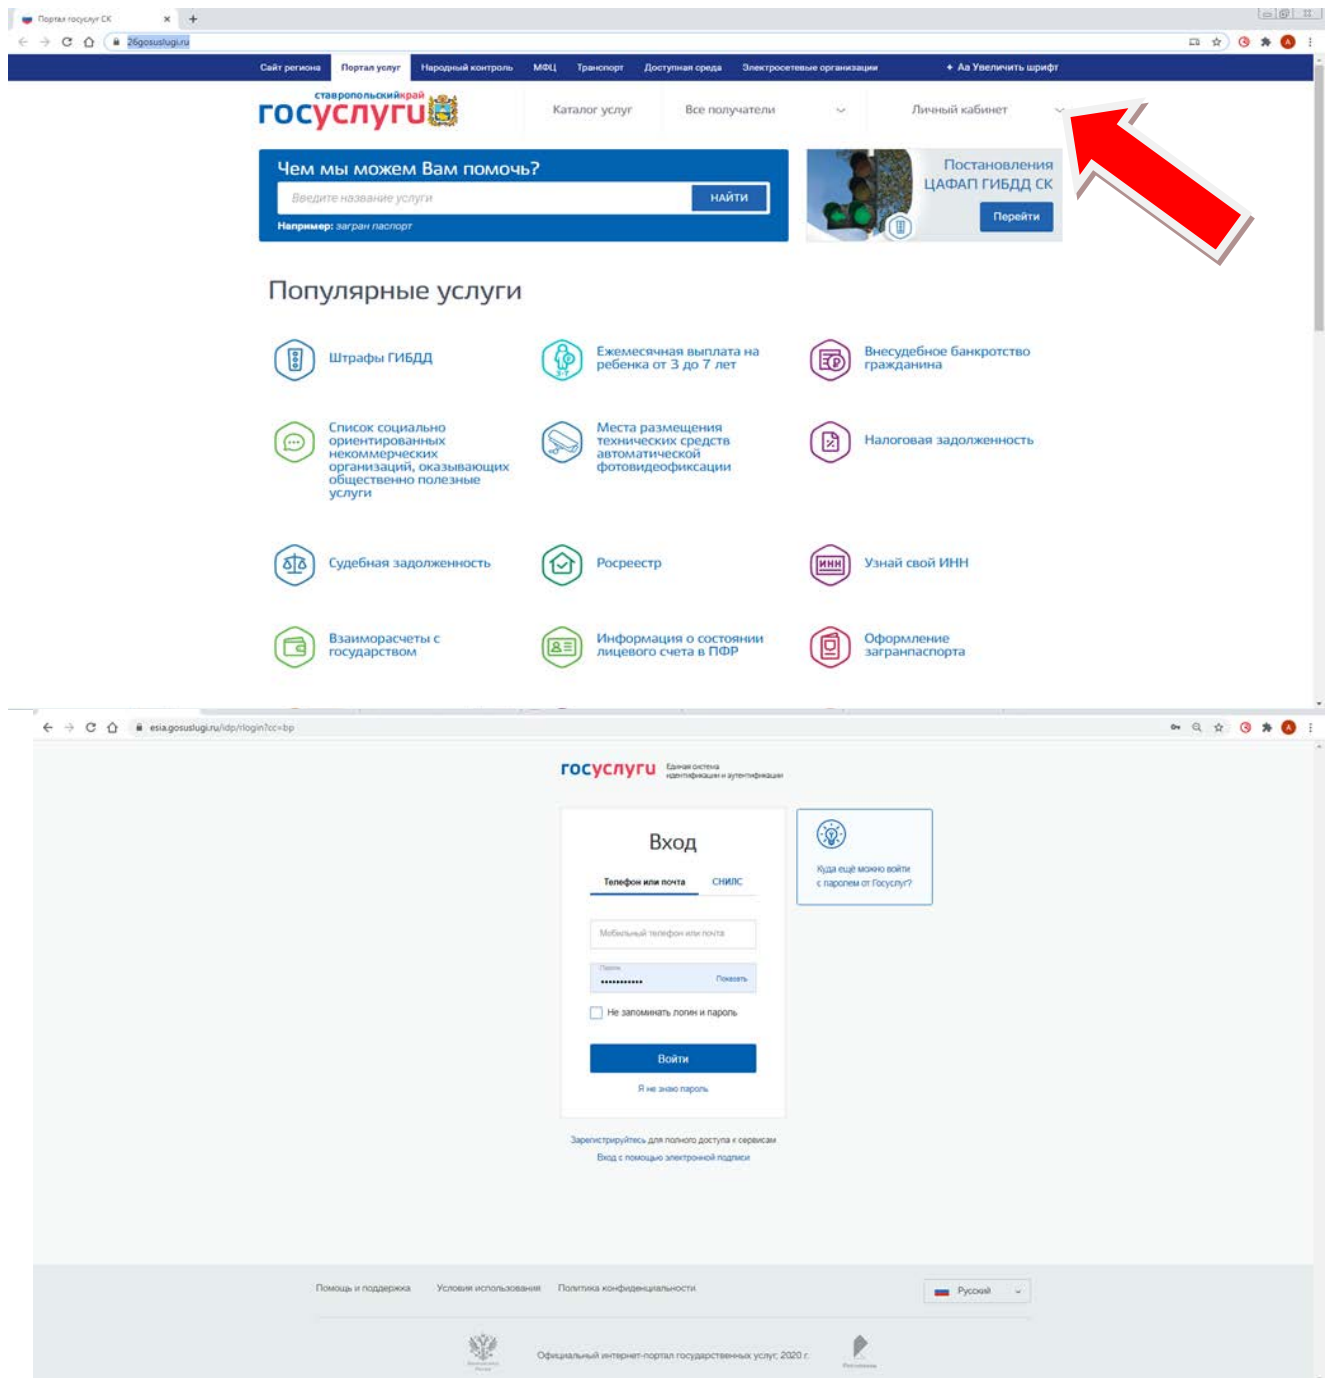 Портал госуслуг СК
26gosuslugi.ru
Сайт региона Портал услуг Народный контроль МФЦ Транспорт Доступная среда Электросетевые организации + Аа Увеличить шрифт
ставропольскийкрай
госуслуги
Каталог услуг Все получатели Личный кабинет
Чем мы можем Вам помочь?
Введите название услуги
НАЙТИ
Например: загран паспорт
Постановления
ЦАФАП ГИБДД СК
Перейти
Популярные услуги
Штрафы ГИБДД
Ежемесячная выплата на
ребенка от 3 до 7 лет
Внесудебное банкротство
гражданина
Список социально
ориентированных
некоммерческих
организаций, оказывающих
общественно полезные
услуги
Места размещения
технических средств
автоматической
фотовидеофиксации
Налоговая задолженность
Судебная задолженность
Росреестр
ИНН
Узнай свой ИНН
Взаиморасчеты с
государством
Информация о состоянии
лицевого счета в ПФР
Оформление
загранпаспорта
esia.gosuslugi.ru/idp/rlogin?cc=bp
госуслуги
Единая система
идентификации и аутентификации
Вход
Телефон или почта СНИЛС
Мобильный телефон или почта
Пароль
Показать
Не запоминать логин и пароль
Войти
Я не знаю пароль
Куда ещё можно войти
с паролем от Госуслуг?
Зарегистрируйтесь для полного доступа к сервисам
Вход с помощью электронной подписи
Помощь и поддержка Условия использования Политика конфиденциальности
Русский
Официальный интернет-портал государственных услуг, 2020 г.